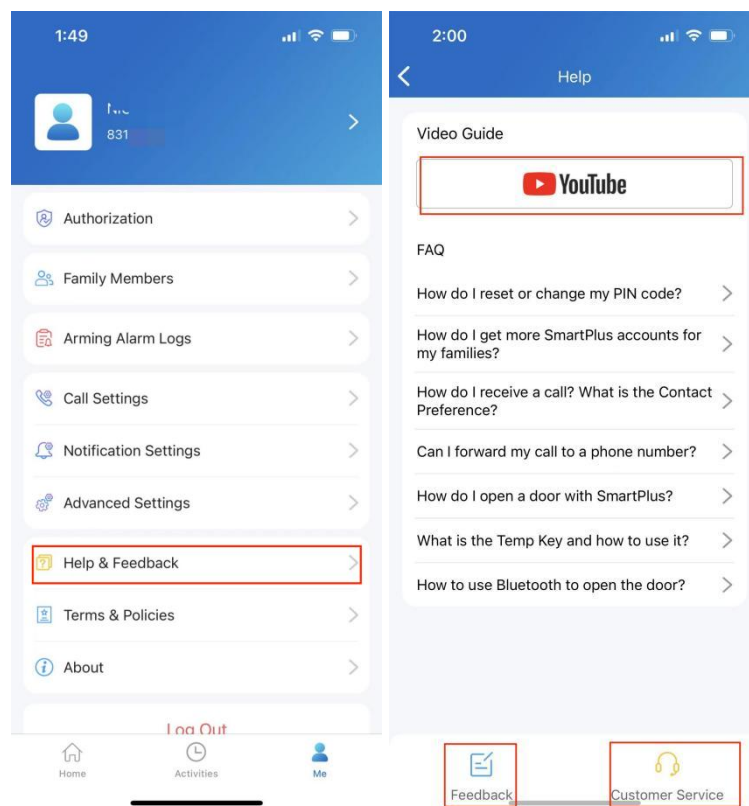 1:49
831
Authorization
Family Members
Arming Alarm Logs
Call Settings
Notification Settings
Advanced Settings
Help & Feedback
Terms & Policies
About
Log Out
Home
Activities
Me
2:00
Help
Video Guide
YouTube
FAQ
How do I reset or change my PIN code?
How do I get more SmartPlus accounts for
my families?
How do I receive a call? What is the Contact
Preference?
Can I forward my call to a phone number?
How do I open a door with SmartPlus?
What is the Temp Key and how to use it?
How to use Bluetooth to open the door?
Feedback
Customer Service